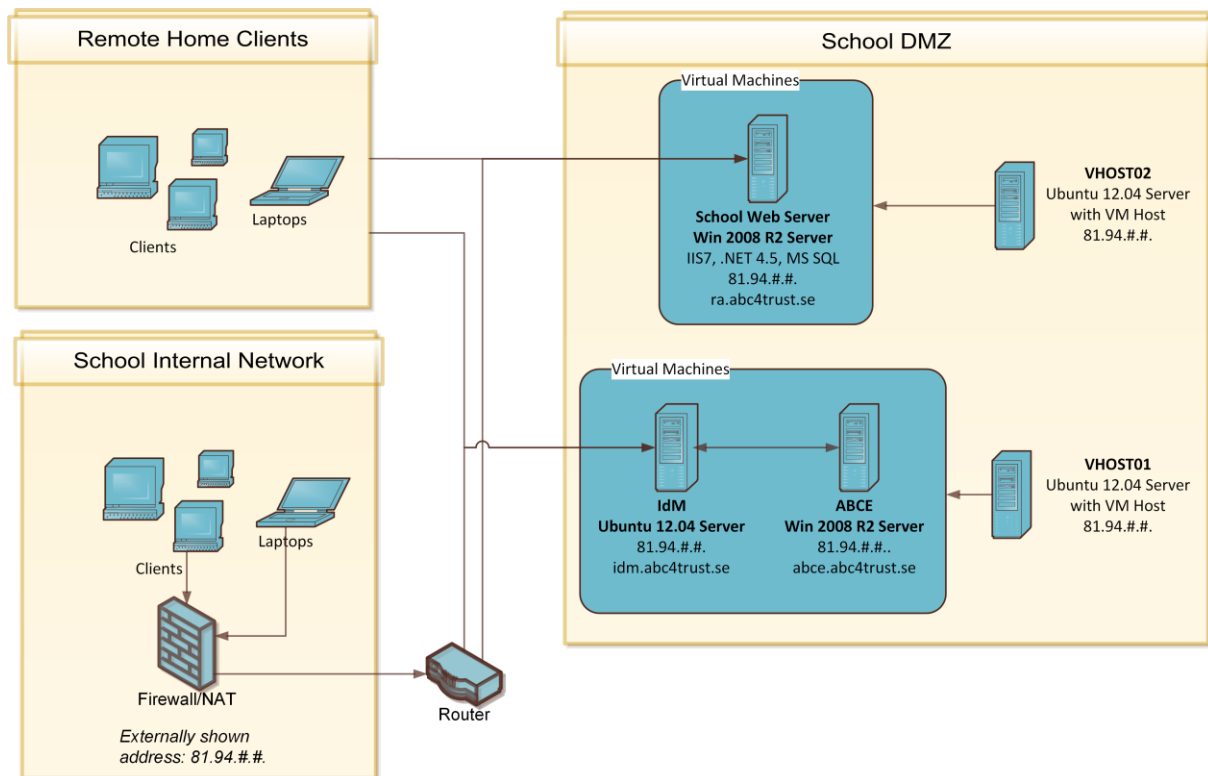 Remote Home Clients
Clients
Laptops
School Internal Network
Clients
Laptops
Firewall/NAT
Externally shown
address: 81.94.#.#.
Router
School DMZ
Virtual Machines
School Web Server
Win 2008 R2 Server
IIS7, .NET 4.5, MS SQL
81.94.#.#.
ra.abc4trust.se
VHOST02
Ubuntu 12.04 Server
with VM Host
81.94.#.#.
Virtual Machines
IdM
Ubuntu 12.04 Server
81.94.#.#.
idm.abc4trust.se
ABCE
Win 2008 R2 Server
81.94.#.#..
abce.abc4trust.se
VHOST01
Ubuntu 12.04 Server
with VM Host
81.94.#.#.